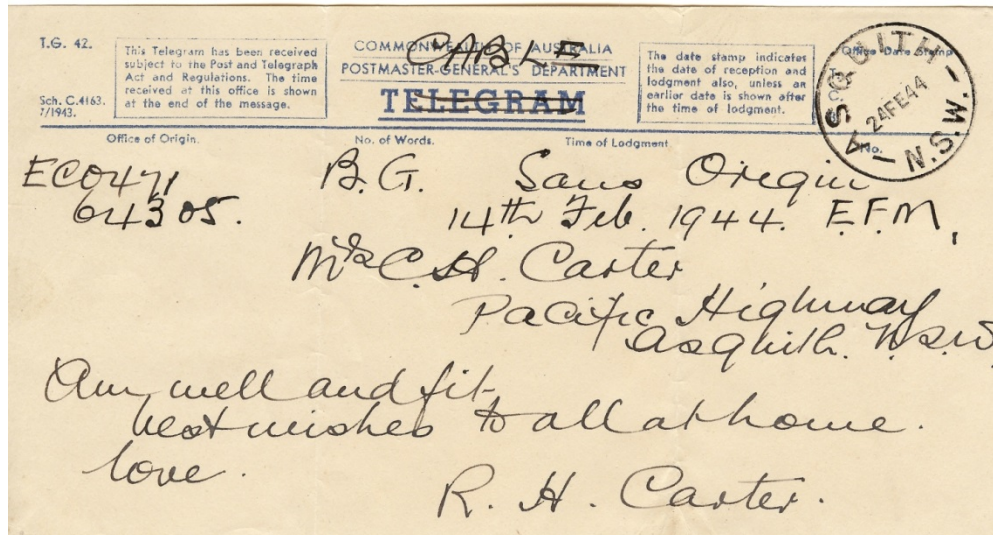 T.G. 42.
Sch. C.4163.
7/1943.
This Telegram has been received
subject to the Post and Telegraph
Act and Regulations. The time
received at this office is shown
at the end of the message.
COMMONWEALTH OF AUSTRALIA
POSTMASTER-GENERAL'S DEPARTMENT
TELEGRAM
CABLE
The date stamp indicates
the date of reception and
lodgment also, unless an
earlier date is shown after
the time of lodgment.
Office Date Stamp
ASQUITH - N.S.W.
24FE44
Office of Origin.
No. of Words.
Time of Lodgment.
No.
ECO471 B.G. Sans Origin
64305. 14th Feb. 1944. E.F.M.
Mrs C.H. Carter
Pacific Highway
Asquith. N.S.W
Am well and fit
best wishes to all at home.
love.
R. H. Carter.